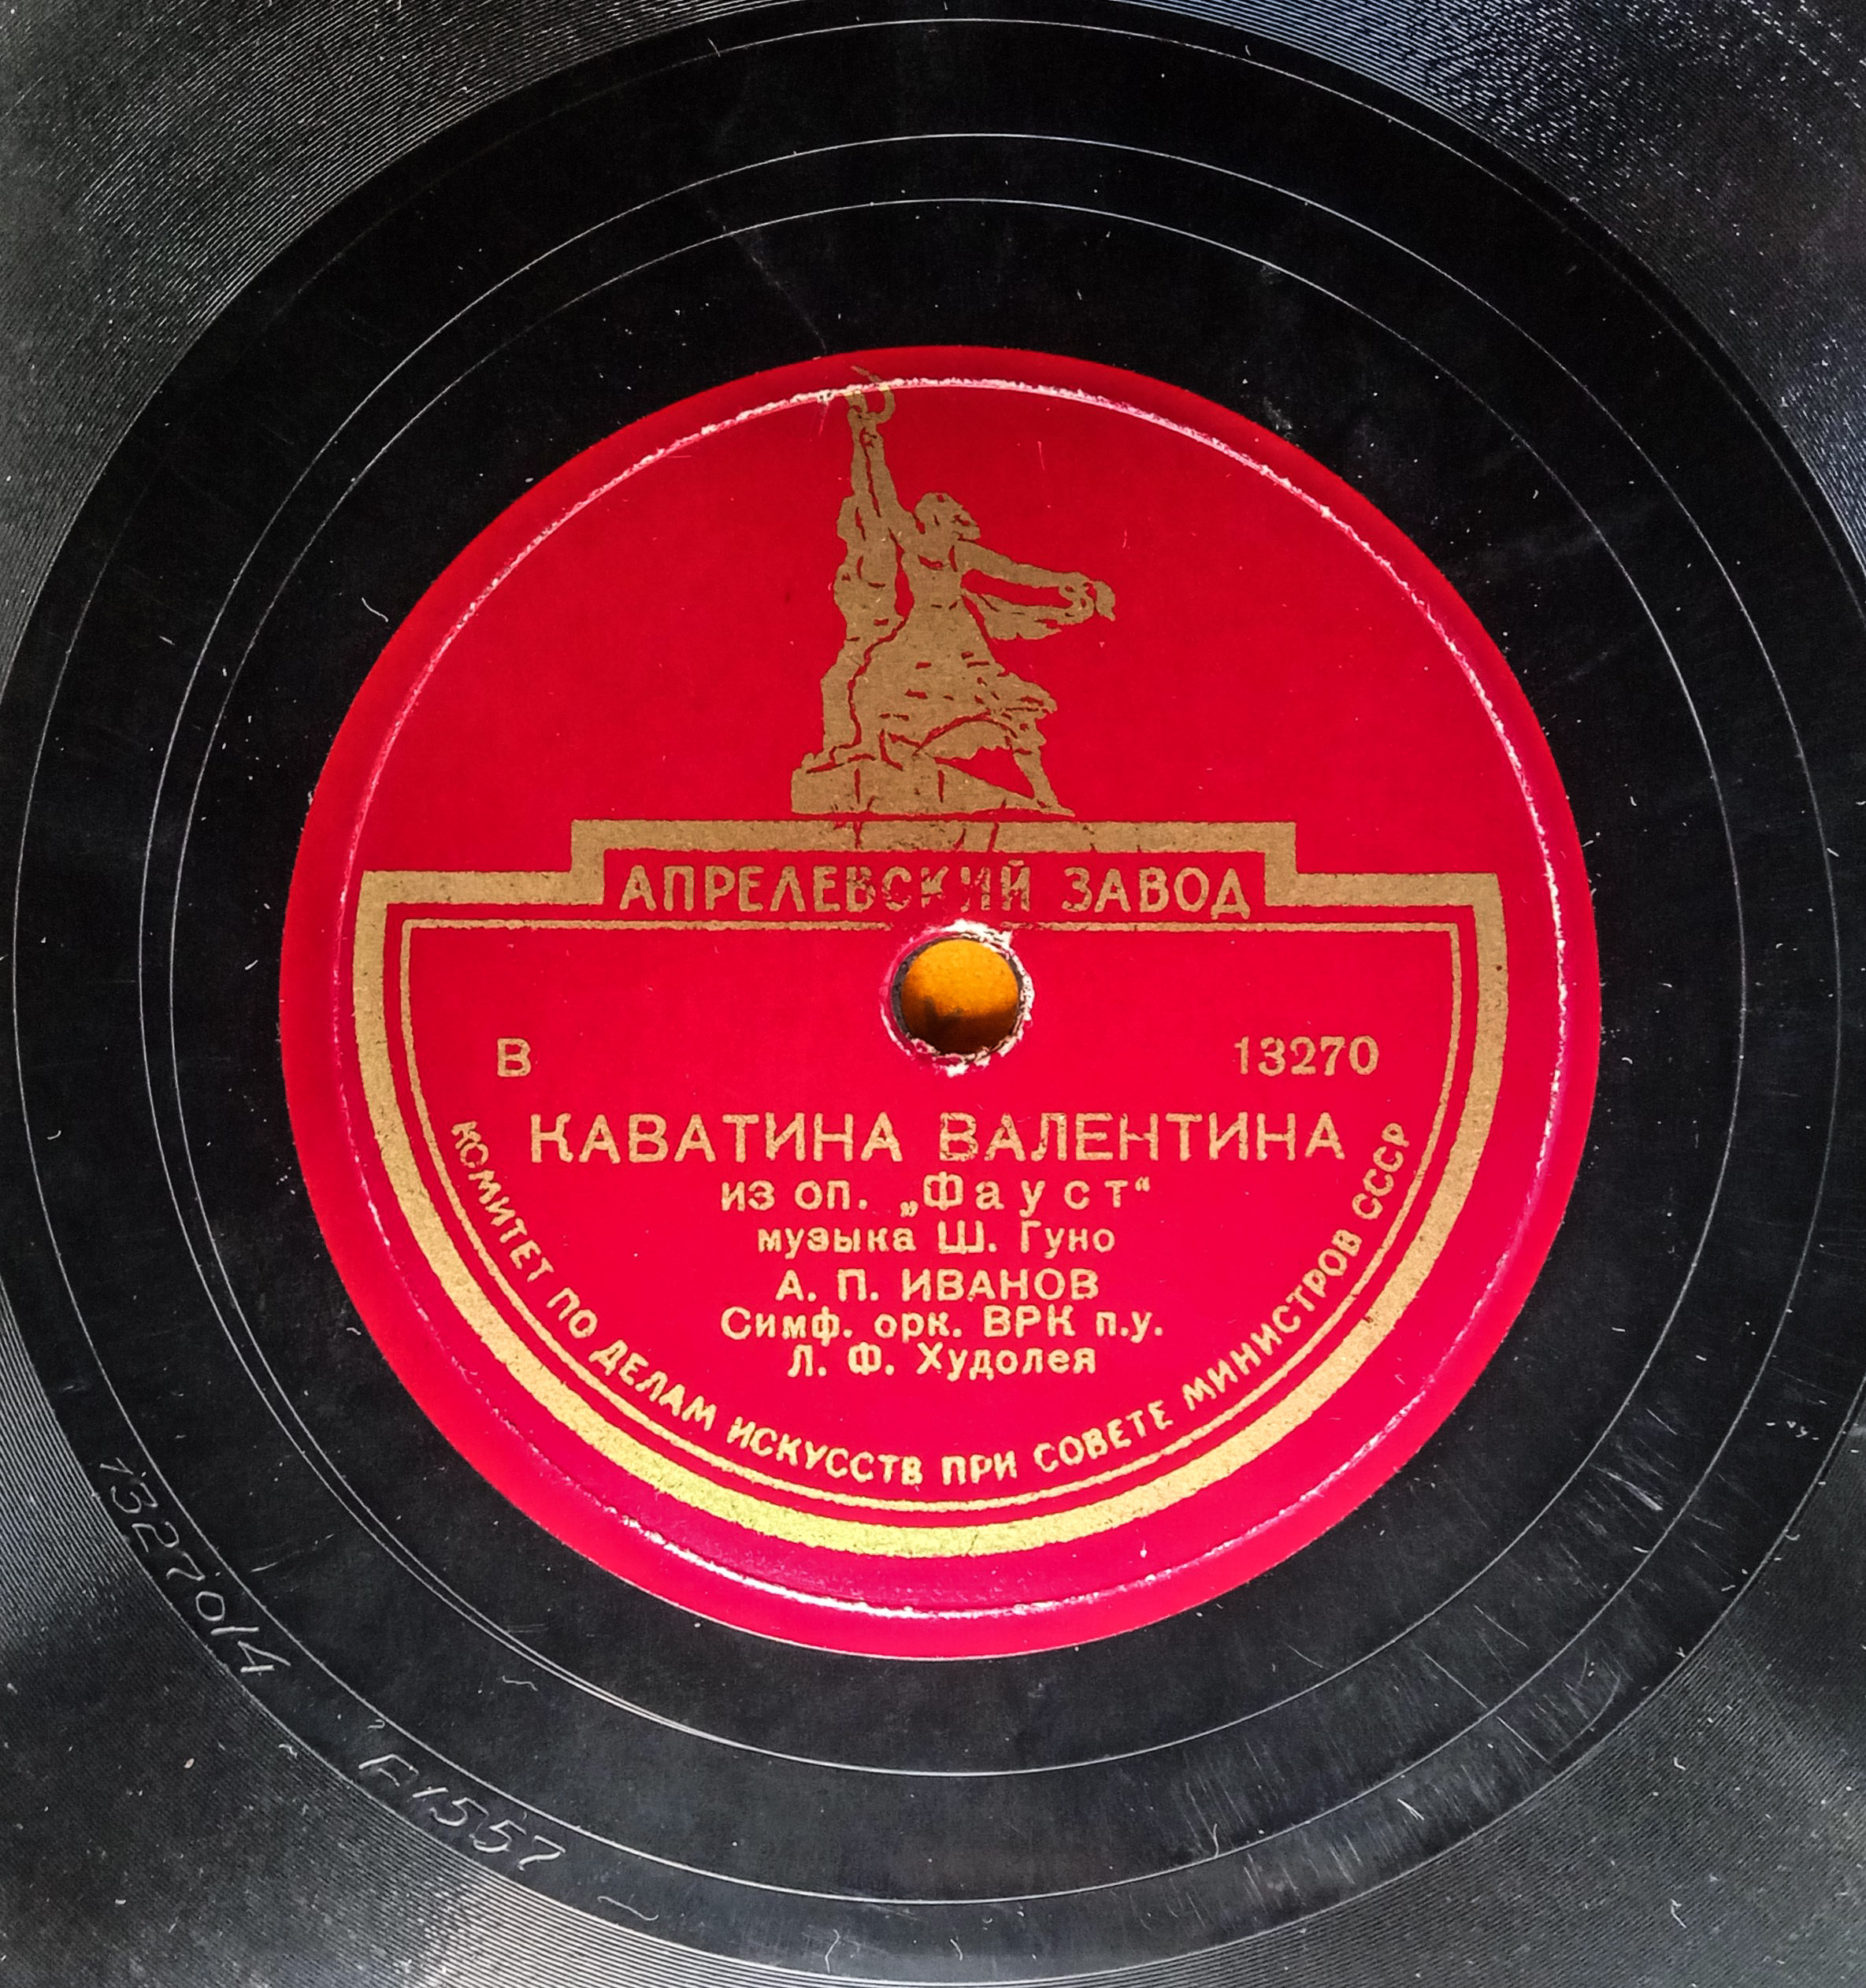 АПРЕЛЕВСКИЙ ЗАВОД
В 13270
КАВАТИНА ВАЛЕНТИНА
из оп. „Фауст“
музыка Ш. Гуно
А. П. ИВАНОВ
Симф. орк. ВРК п.у.
Л. Ф. Худолея
КОМИТЕТ ПО ДЕЛАМ ИСКУССТВ ПРИ СОВЕТЕ МИНИСТРОВ СССР
13270/4
F1557